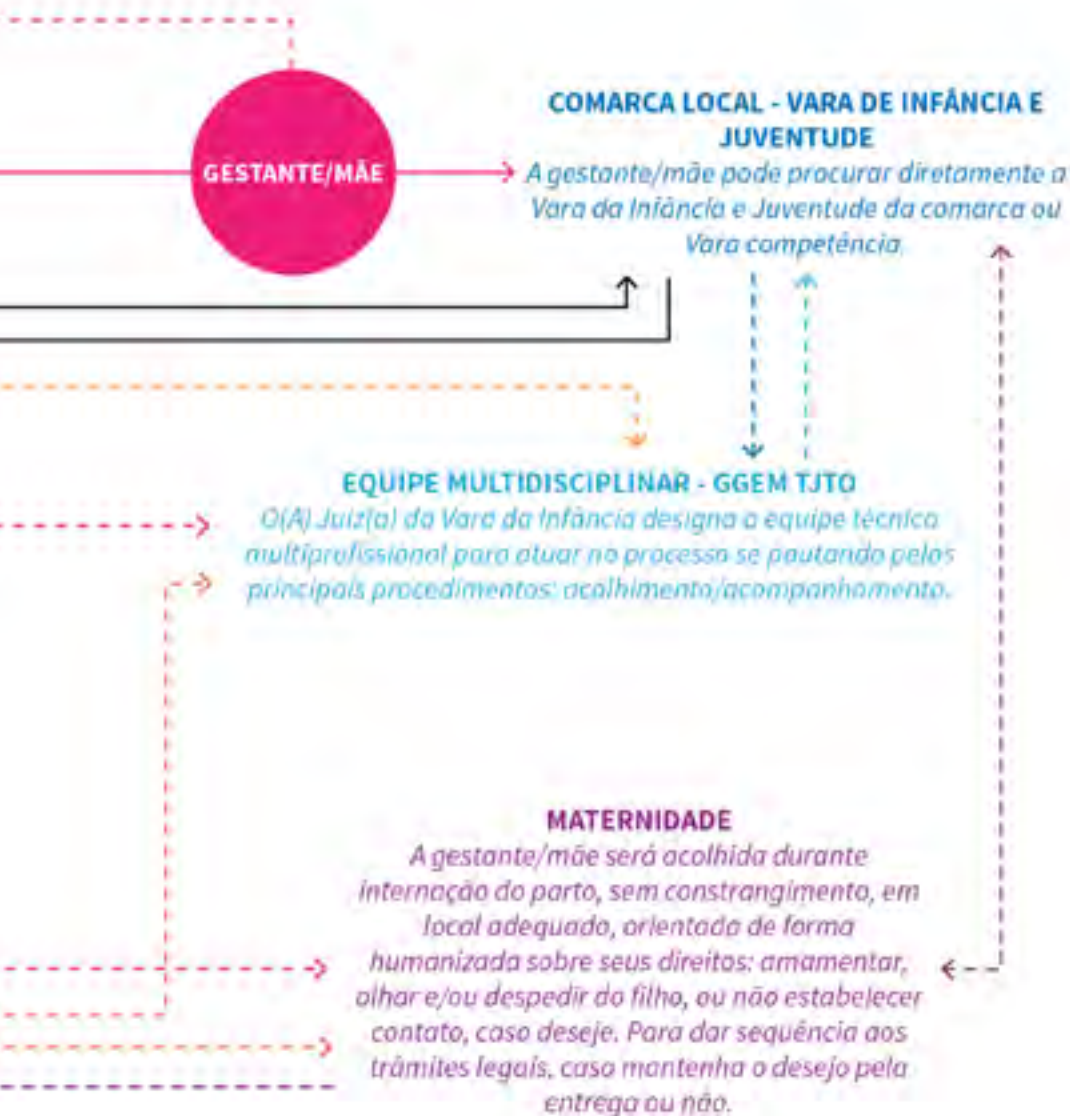 GESTANTE/MÃE
COMARCA LOCAL - VARA DE INFÂNCIA E
JUVENTUDE
A gestante/mãe pode procurar diretamente a
Vara da Infância e Juventude da comarca ou
Vara competência.
EQUIPE MULTIDISCIPLINAR - GGEM TJTO
O(A) Juiz(a) da Vara da Infância designa a equipe técnica
multiprofissional para atuar no processo se pautando pelos
principais procedimentos: acolhimento/acompanhamento.
MATERNIDADE
A gestante/mãe será acolhida durante
internação do parto, sem constrangimento, em
local adequado, orientada de forma
humanizada sobre seus direitos: amamentar,
olhar e/ou despedir do filho, ou não estabelecer
contato, caso deseje. Para dar sequência aos
trâmites legais, caso mantenha o desejo pela
entrega ou não.